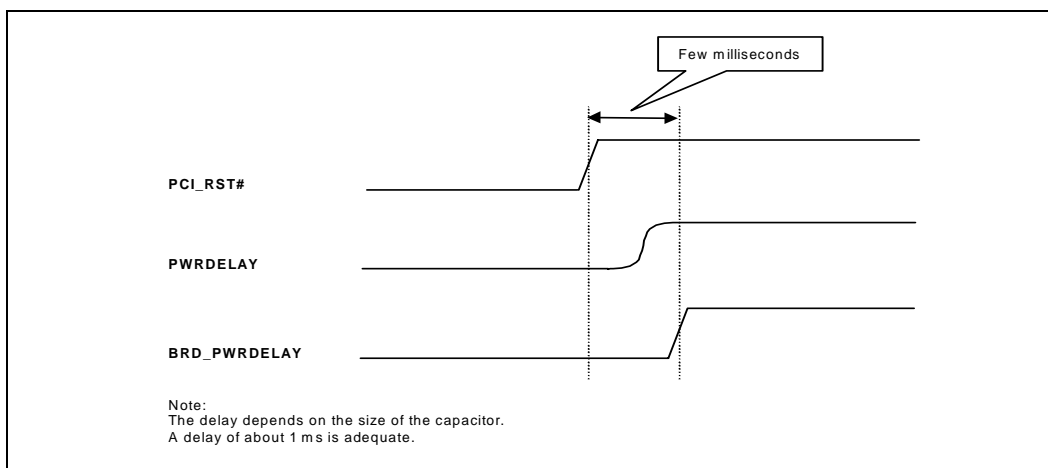 Few milliseconds
PCI_RST#
PWRDELAY
BRD_PWRDELAY
Note:
The delay depends on the size of the capacitor.
A delay of about 1 ms is adequate.